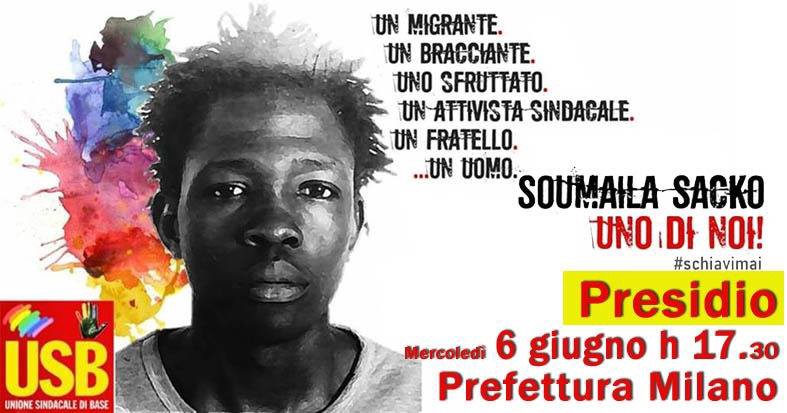 UN MIGRANTE.
UN BRACCIANTE.
UNO SFRUTTATO.
UN ATTIVISTA SINDACALE.
UN FRATELLO.
...UN UOMO.
SOUMAILA SACKO
UNO DI NOI!
#schiavimai
Presidio
Mercoledì 6 giugno h 17.30
Prefettura Milano
USB
UNIONE SINDACALE DI BASE